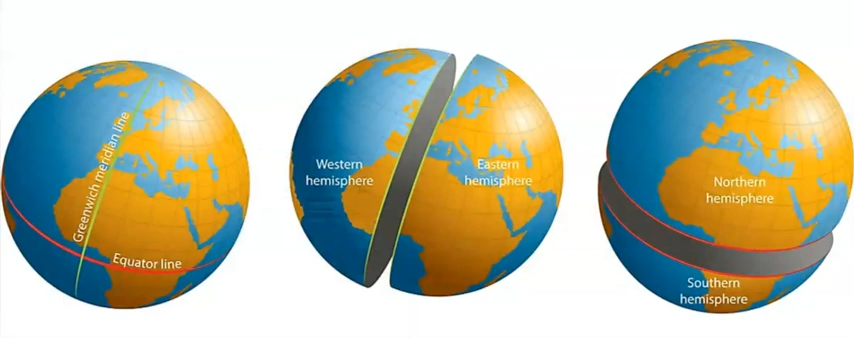 Greenwich meridian line
Equator line
Western
hemisphere
Eastern
hemisphere
Northern
hemisphere
Southern
hemisphere